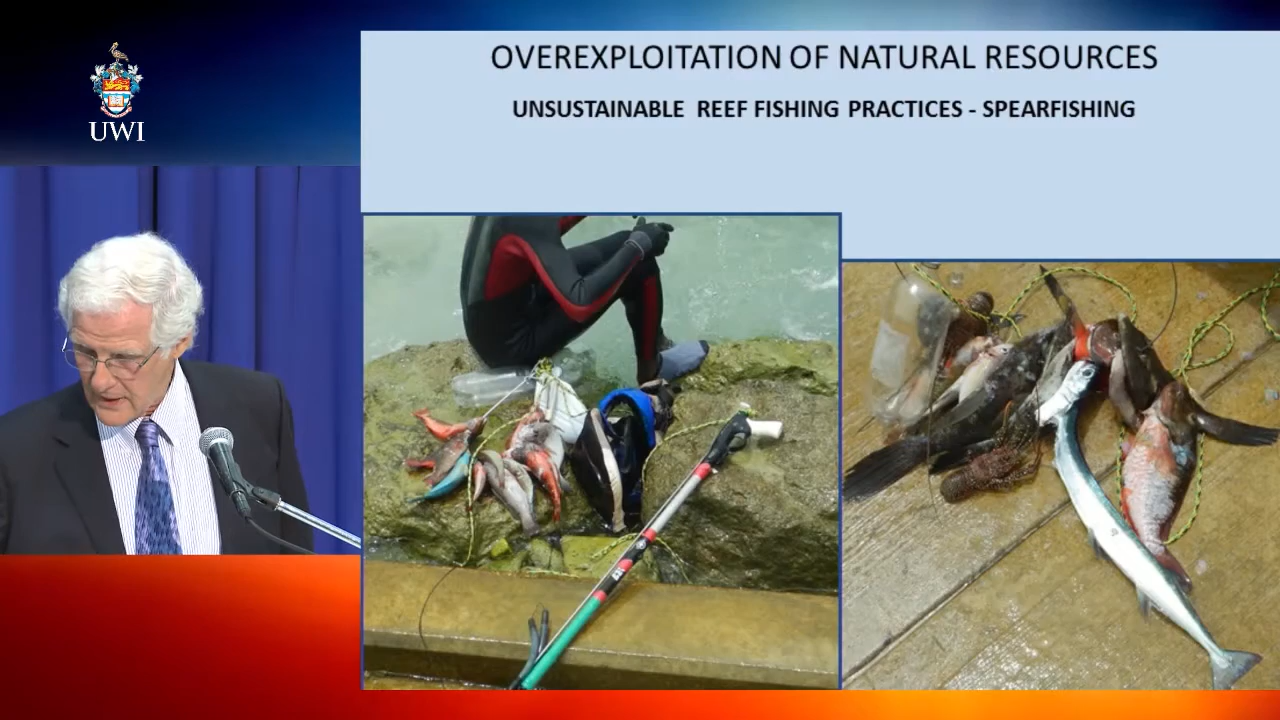 UWI
OVEREXPLOITATION OF NATURAL RESOURCES
UNSUSTAINABLE REEF FISHING PRACTICES - SPEARFISHING